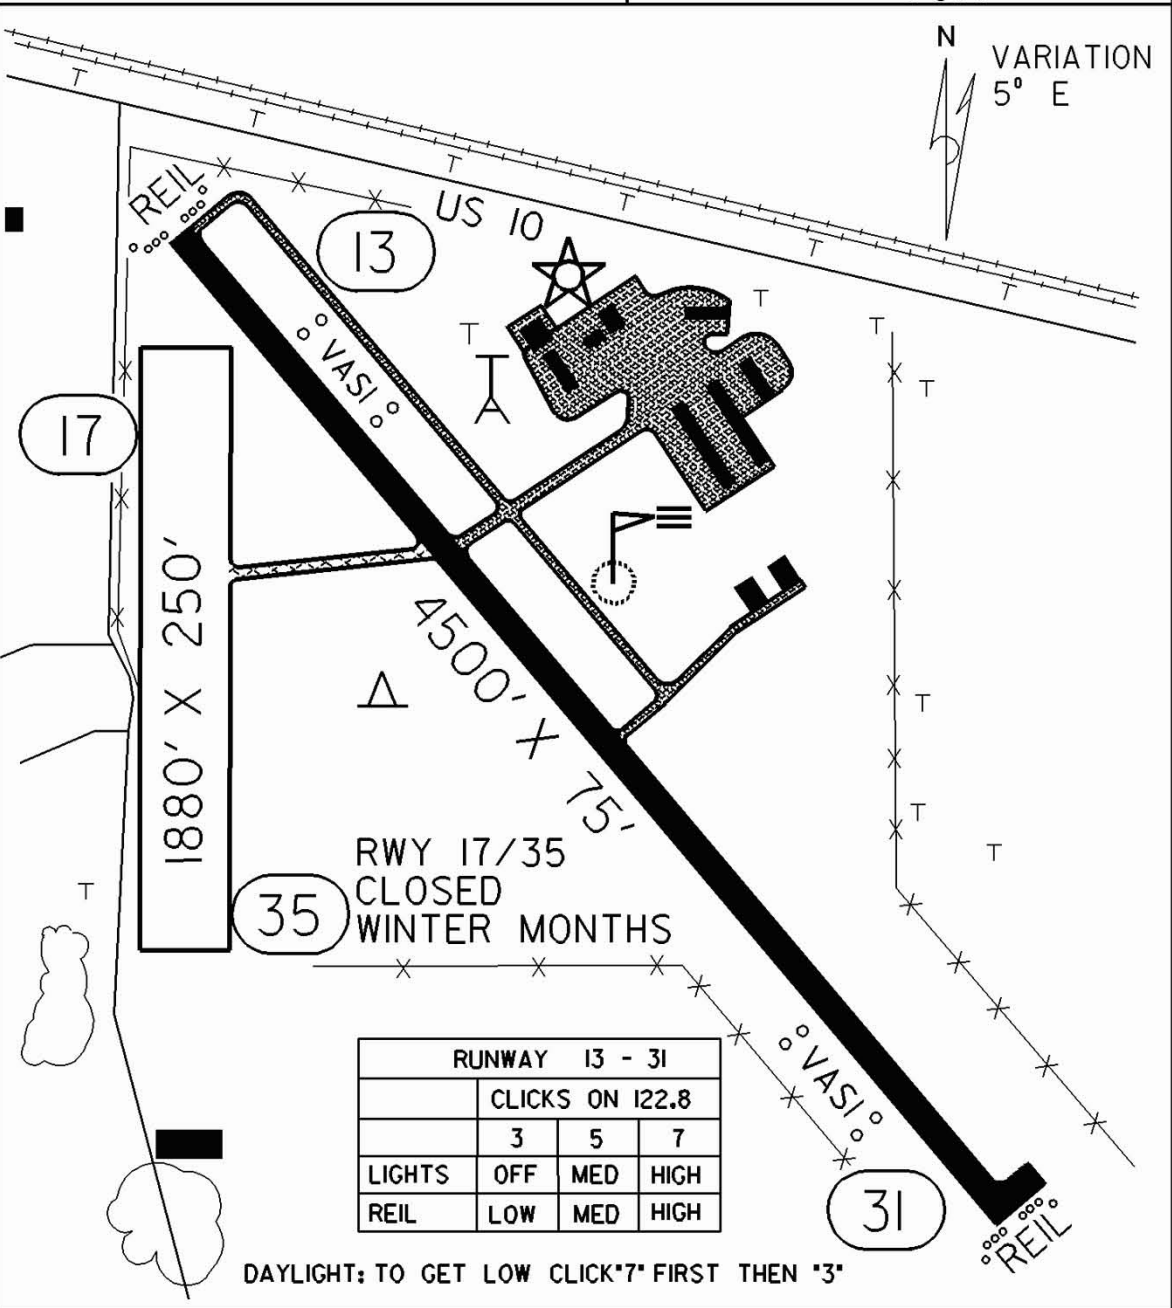 N
VARIATION
5° E
T
T
T
T
T
T
REIL
US 10
13
T
T
T
T
VASI
17
1880' X 250'
4500' X 75'
T
T
T
T
RWY 17/35
CLOSED
WINTER MONTHS
35
VASI
RUNWAY 13 - 31
CLICKS ON 122.8
3 5 7
LIGHTS OFF MED HIGH
REIL LOW MED HIGH
31
REIL
DAYLIGHT: TO GET LOW CLICK"7" FIRST THEN "3"